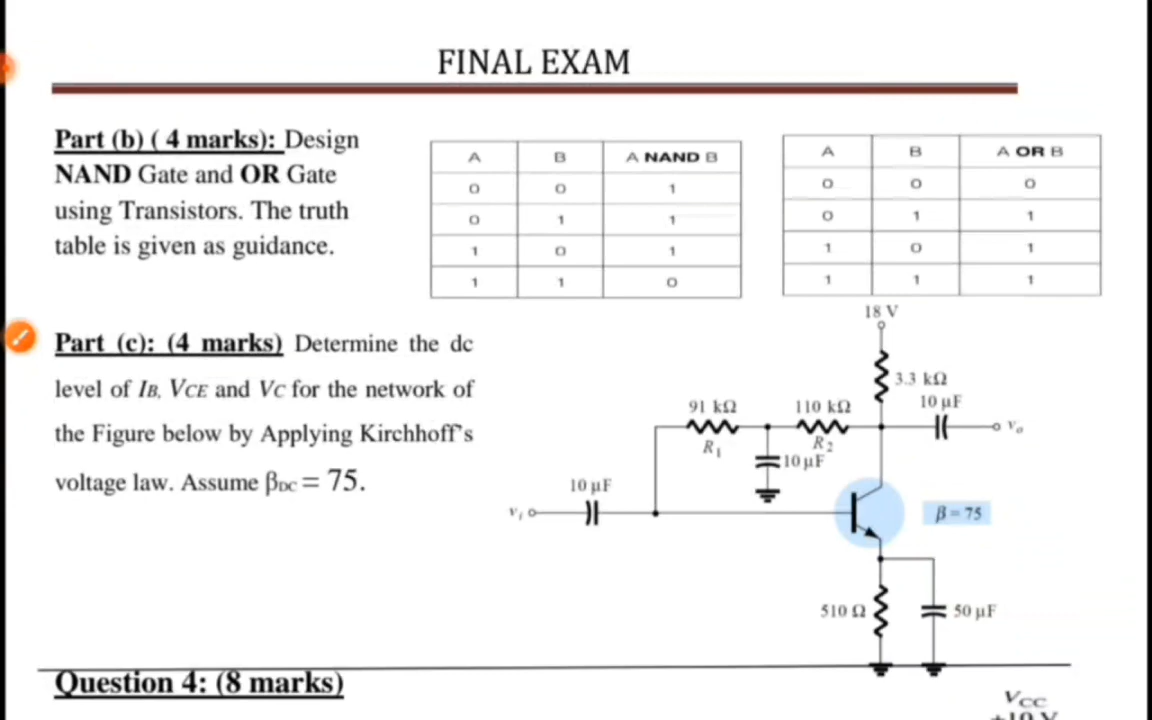 FINAL EXAM
Part (b) ( 4 marks): Design
NAND Gate and OR Gate
using Transistors. The truth
table is given as guidance.
A B A NAND B
0 0 1
0 1 1
1 0 1
1 1 0
A B A OR B
0 0 0
0 1 1
1 0 1
1 1 1
Part (c): (4 marks) Determine the dc
level of IB, VCE and VC for the network of
the Figure below by Applying Kirchhoff's
voltage law. Assume βDC = 75.
18 V
3.3 kΩ
91 kΩ
110 kΩ
10 µF
R1
R2
vo
10 µF
10 µF
vi
β = 75
510 Ω
50 µF
Question 4: (8 marks)
VCC
+10 V